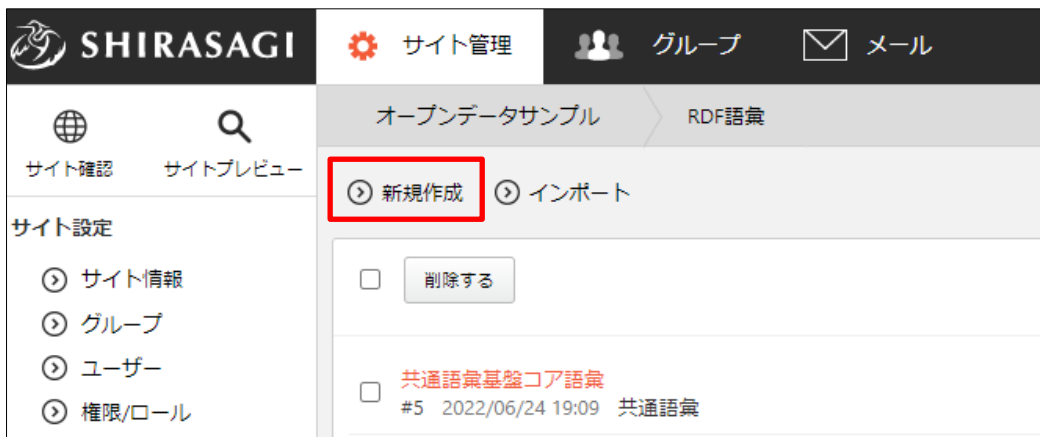 SHIRASAGI
サイト管理
グループ
メール
サイト確認
サイトプレビュー
オープンデータサンプル
RDF語彙
新規作成
インポート
サイト設定
サイト情報
グループ
ユーザー
権限/ロール
削除する
共通語彙基盤コア語彙
#5 2022/06/24 19:09 共通語彙